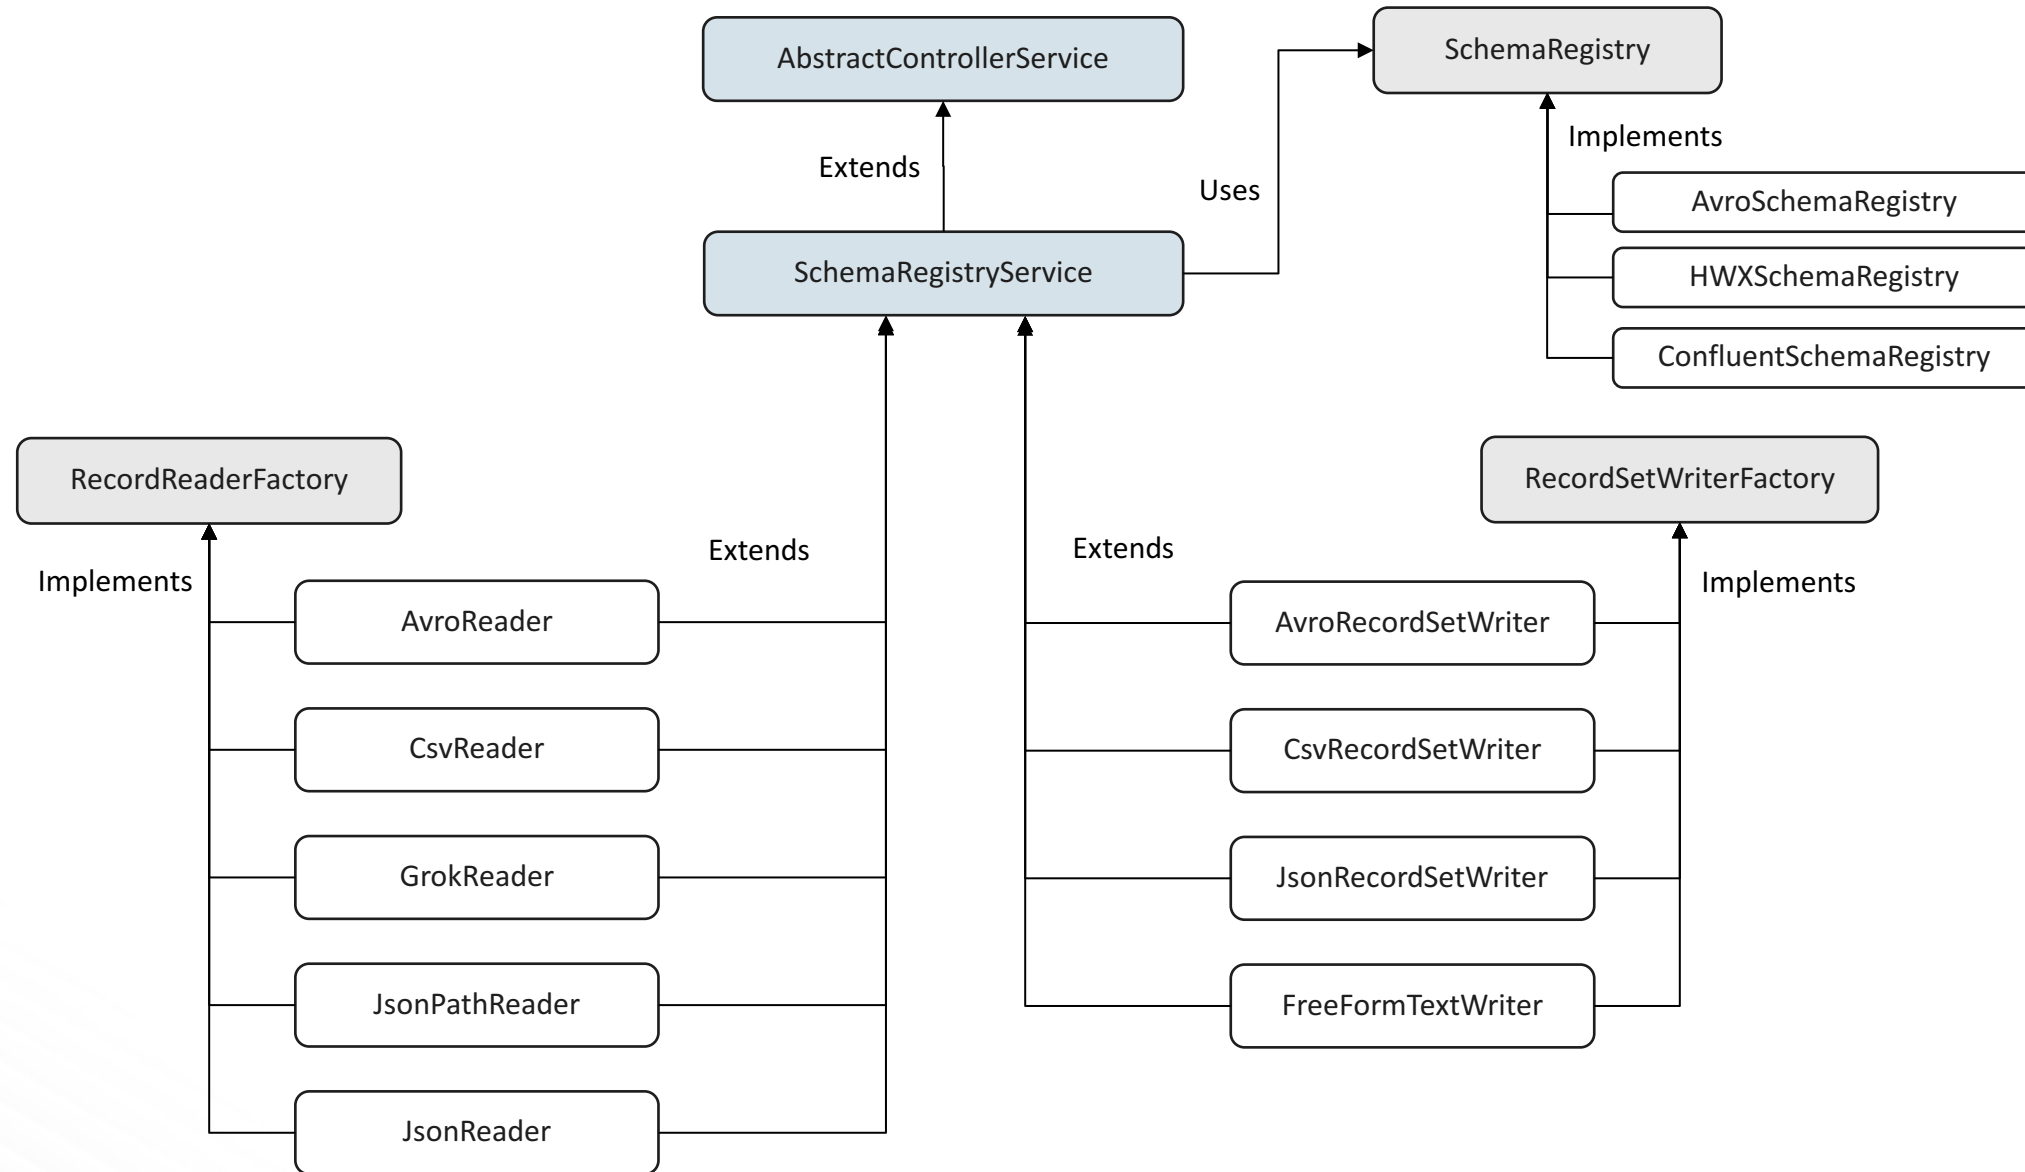 AbstractControllerService
SchemaRegistry
Extends
Uses
Implements
AvroSchemaRegistry
HWXSchemaRegistry
ConfluentSchemaRegistry
SchemaRegistryService
RecordReaderFactory
RecordSetWriterFactory
Implements
Extends
Extends
Implements
AvroReader
AvroRecordSetWriter
CsvReader
CsvRecordSetWriter
GrokReader
JsonRecordSetWriter
JsonPathReader
FreeFormTextWriter
JsonReader